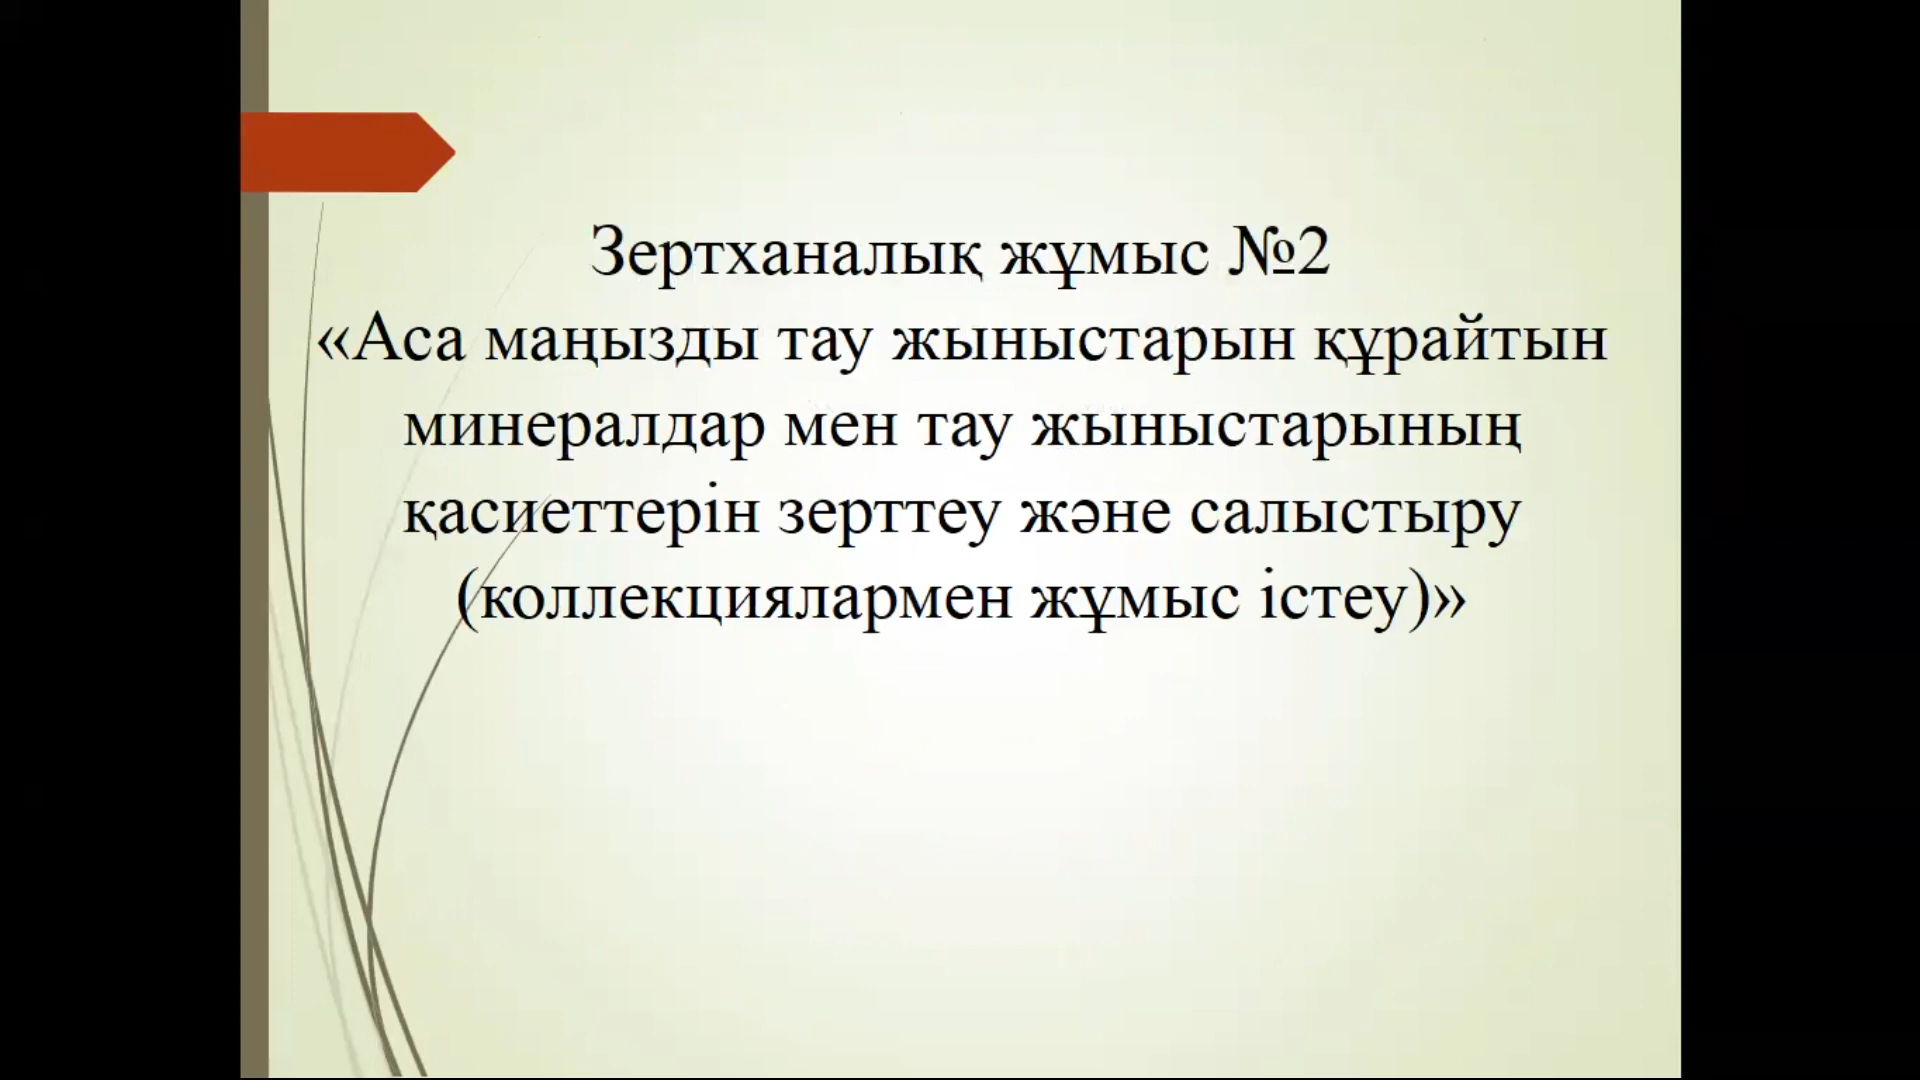 Зертханалық жұмыс №2
«Аса маңызды тау жыныстарын құрайтын
минералдар мен тау жыныстарының
қасиеттерін зерттеу және салыстыру
(коллекциялармен жұмыс істеу)»